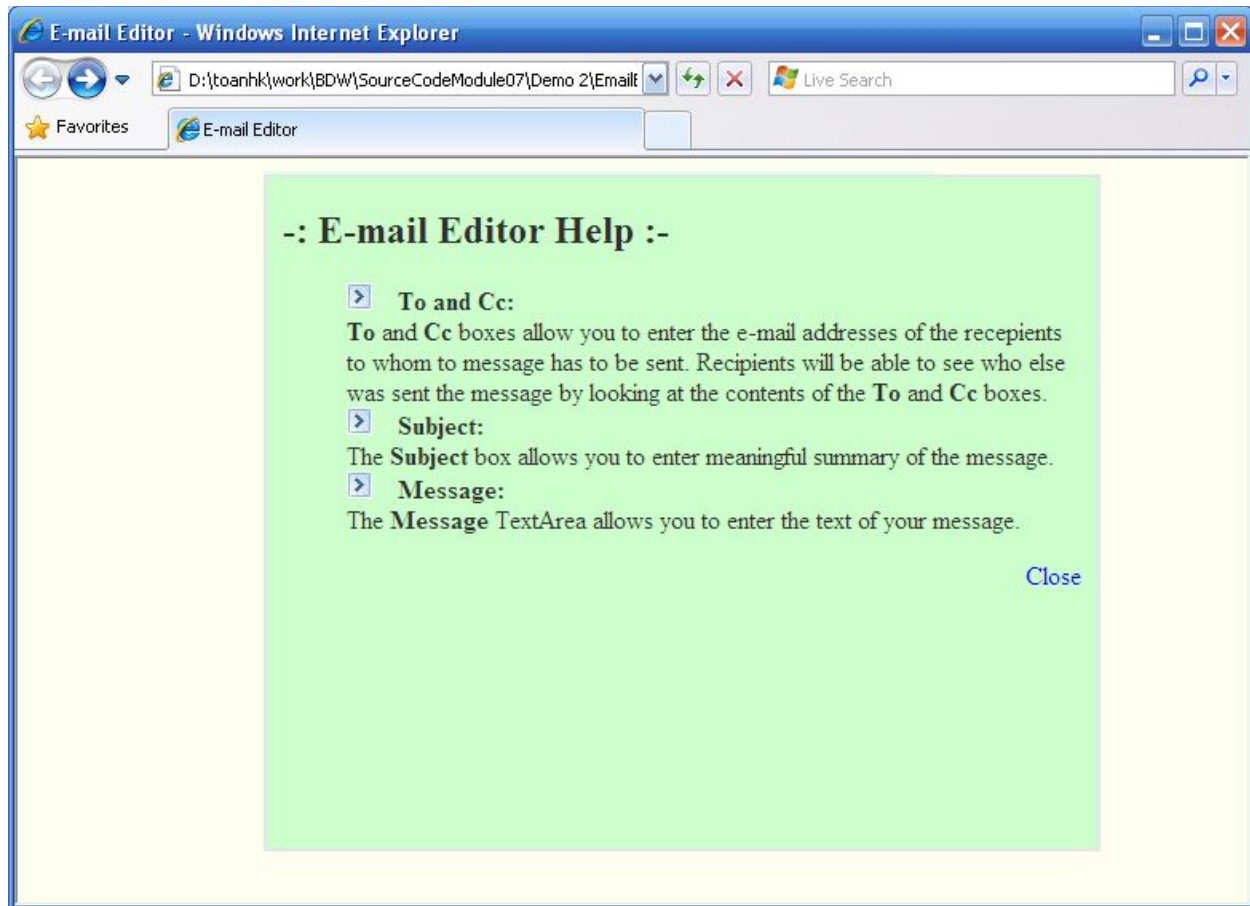 E-mail Editor - Windows Internet Explorer
D:\toanhk\work\BDW\SourceCodeModule07\Demo 2\EmailE
Live Search
Favorites
E-mail Editor
-: E-mail Editor Help :-
To and Cc:
To and Cc boxes allow you to enter the e-mail addresses of the recepients
to whom to message has to be sent. Recipients will be able to see who else
was sent the message by looking at the contents of the To and Cc boxes.
Subject:
The Subject box allows you to enter meaningful summary of the message.
Message:
The Message TextArea allows you to enter the text of your message.
Close